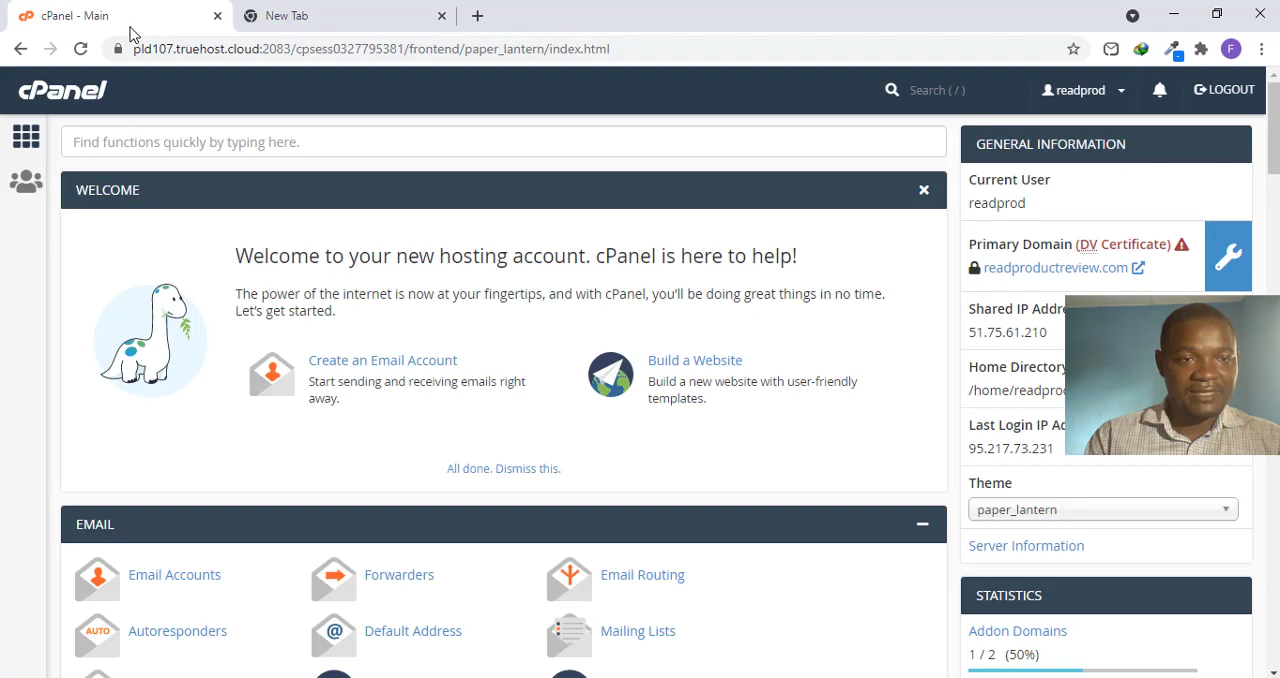 cPanel - Main
New Tab
pld107.truehost.cloud:2083/cpsess0327795381/frontend/paper_lantern/index.html
F
cPanel
Search ( / )
readprod
LOGOUT
Find functions quickly by typing here.
WELCOME
Welcome to your new hosting account. cPanel is here to help!
The power of the internet is now at your fingertips, and with cPanel, you’ll be doing great things in no time.
Let’s get started.
Create an Email Account
Start sending and receiving emails right
away.
Build a Website
Build a new website with user-friendly
templates.
All done. Dismiss this.
EMAIL
Email Accounts
Forwarders
Email Routing
AUTO
Autoresponders
@
Default Address
Mailing Lists
GENERAL INFORMATION
Current User
readprod
Primary Domain (DV Certificate)
readproductreview.com
Shared IP Addre
51.75.61.210
Home Directory
/home/readpro
Last Login IP Ad
95.217.73.231
Theme
paper_lantern
Server Information
STATISTICS
Addon Domains
1 / 2 (50%)